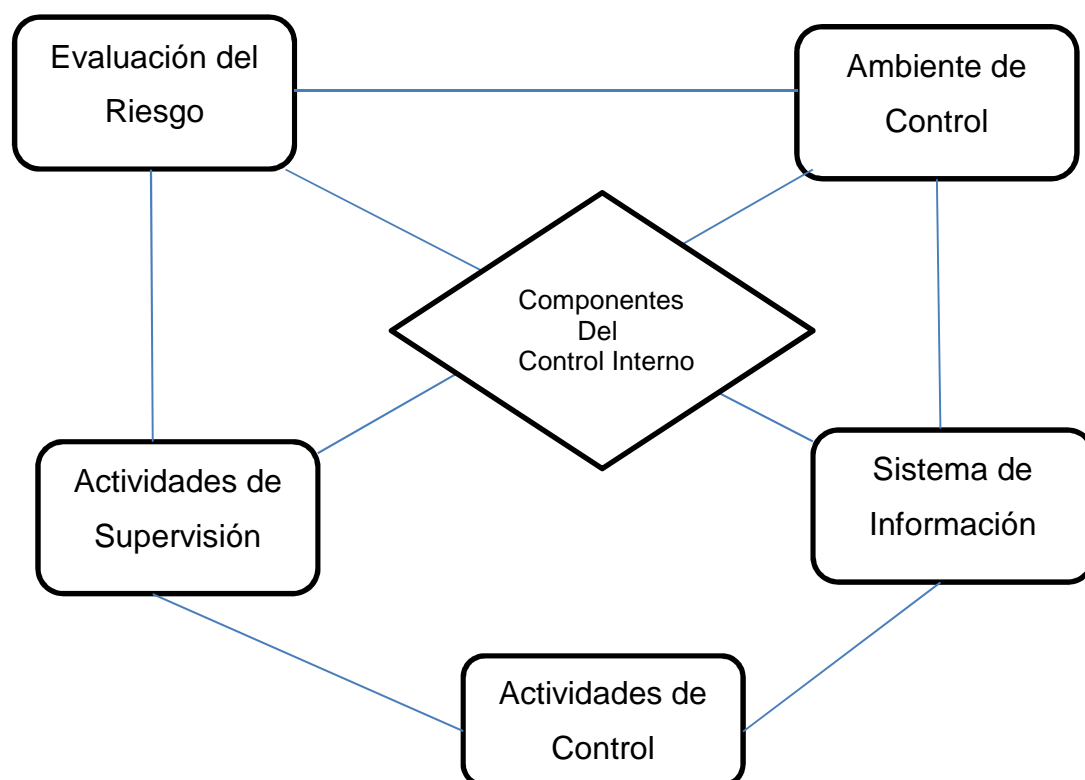 Evaluación del
Riesgo
Ambiente de
Control
Componentes
Del
Control Interno
Actividades de
Supervisión
Sistema de
Información
Actividades de
Control